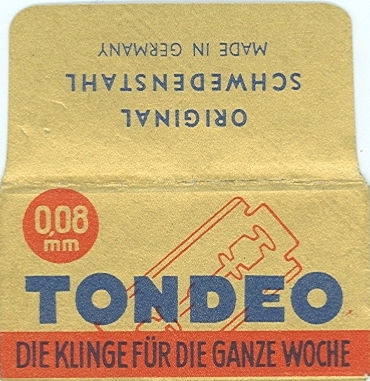 ORIGINAL
SCHWEDENSTAHL
MADE IN GERMANY
0,08
mm
TONDEO
DIE KLINGE FÜR DIE GANZE WOCHE